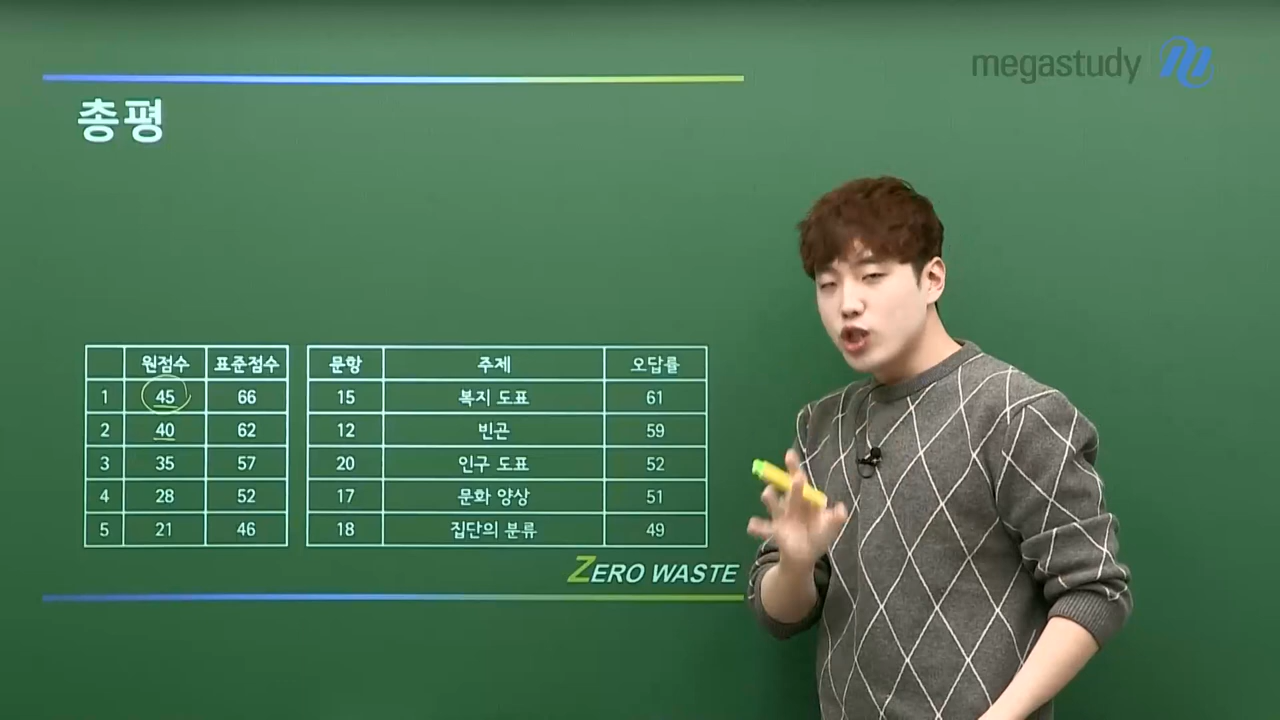 megastudy
총평
원점수 표준점수
1 45 66
2 40 62
3 35 57
4 28 52
5 21 46
문항 주제 오답률
15 복지 도표 61
12 빈곤 59
20 인구 도표 52
17 문화 양상 51
18 집단의 분류 49
ZERO WASTE